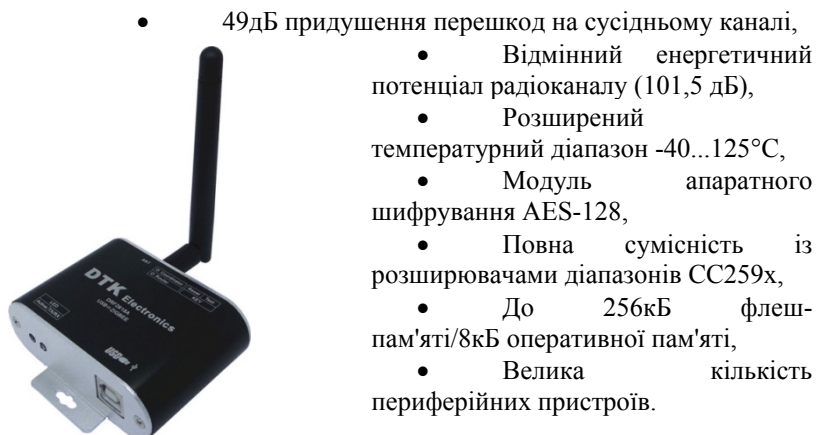 • 49дБ придушення перешкод на сусідньому каналі,
• Відмінний енергетичний
потенціал радіоканалу (101,5 дБ),
• Розширений
температурний діапазон -40...125°С,
• Модуль апаратного
шифрування AES-128,
• Повна сумісність із
розширювачами діапазонів СС259х,
• До 256кБ флеш-
пам'яті/8кБ оперативної пам'яті,
• Велика кількість
периферійних пристроїв.
DTK Electronics